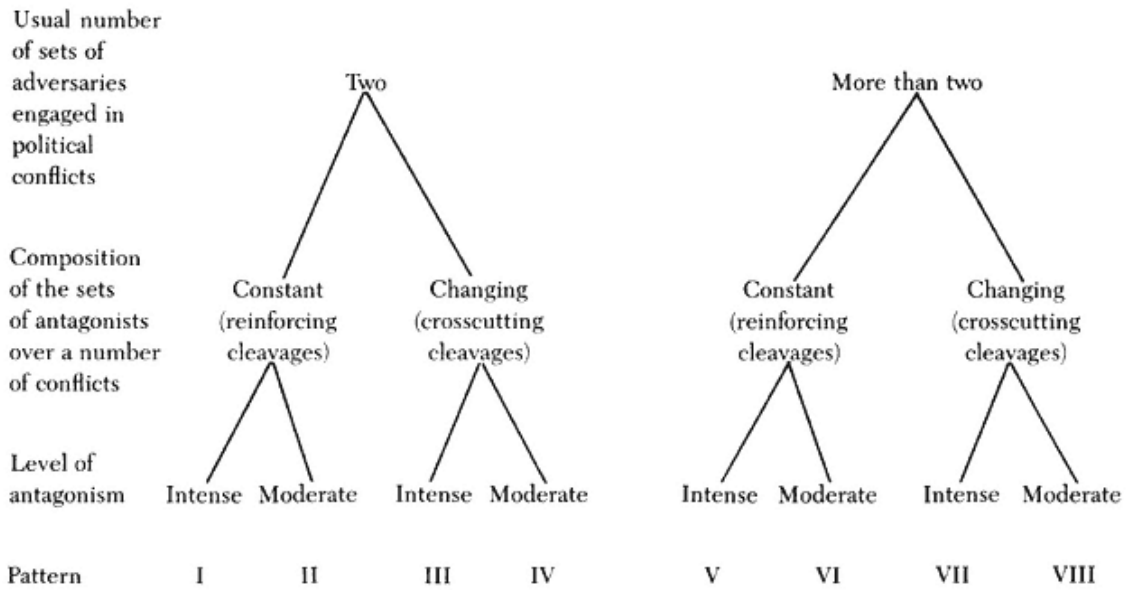 Usual number
of sets of
adversaries
engaged in
political
conflicts
Two
More than two
Composition
of the sets
of antagonists
over a number
of conflicts
Constant
(reinforcing
cleavages)
Changing
(crosscutting
cleavages)
Constant
(reinforcing
cleavages)
Changing
(crosscutting
cleavages)
Level of
antagonism
Intense Moderate Intense Moderate Intense Moderate Intense Moderate
Pattern I II III IV V VI VII VIII